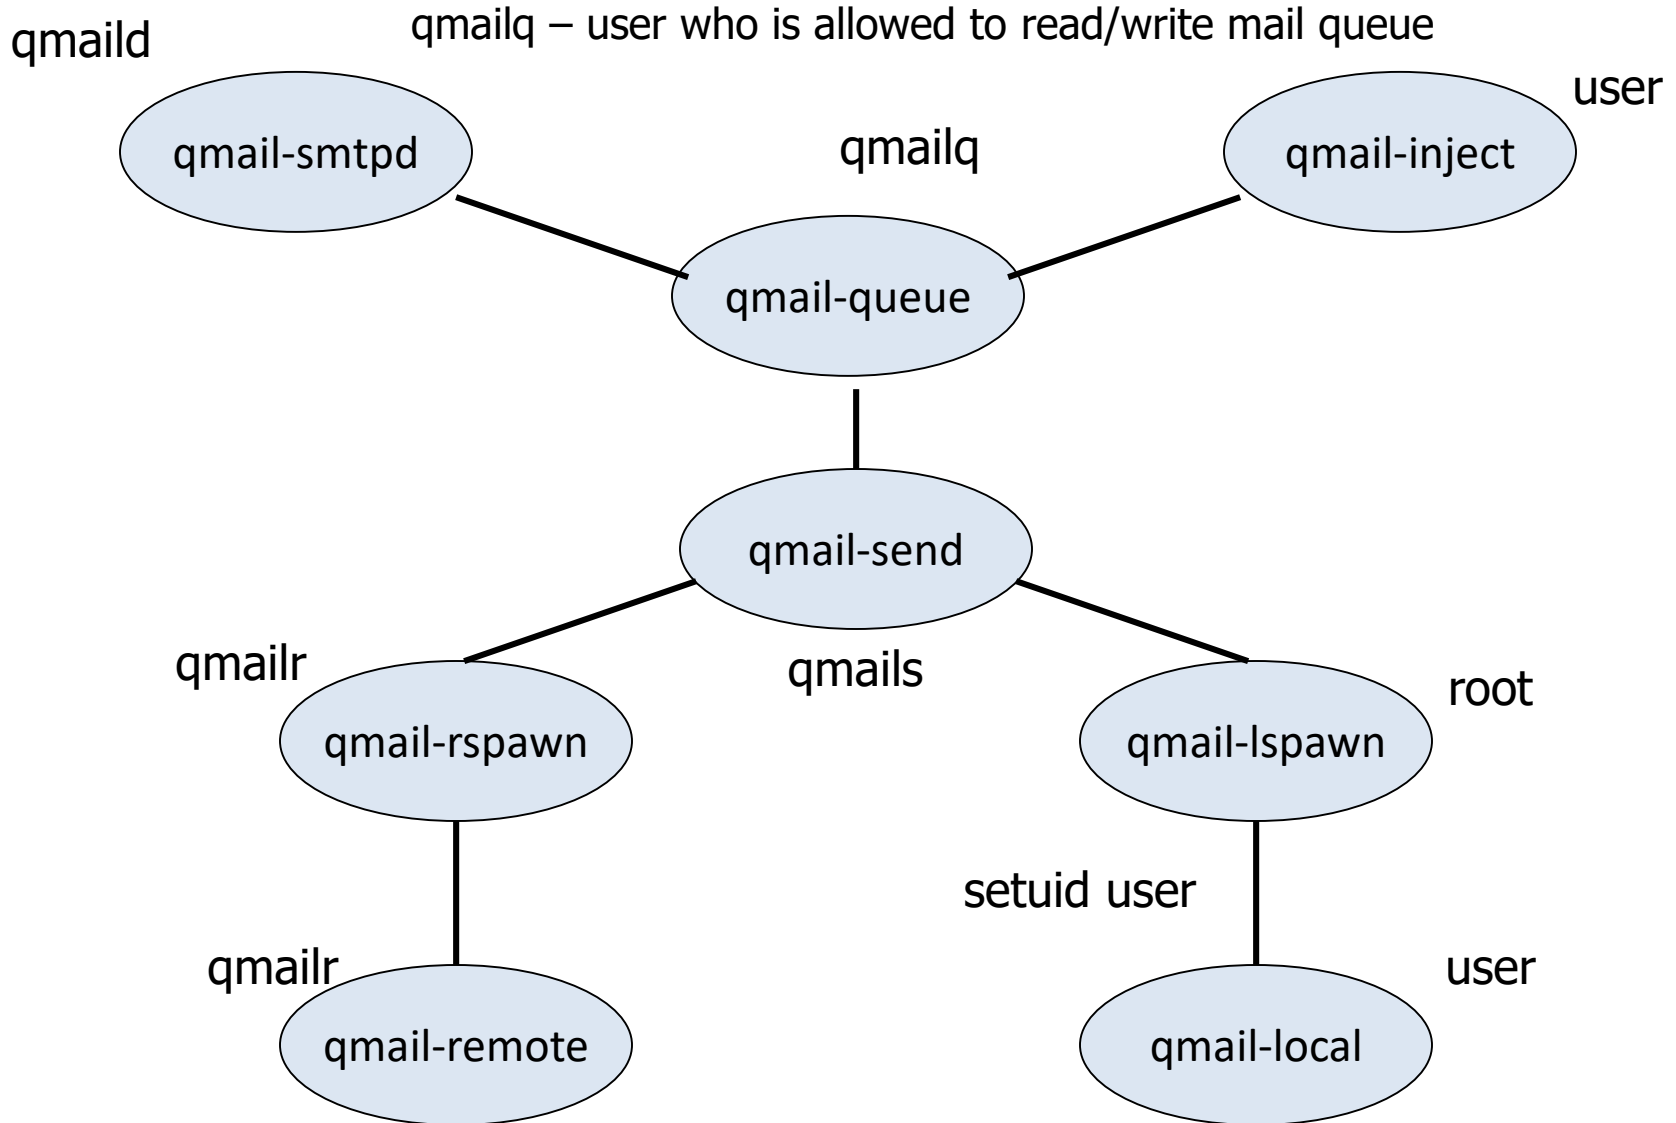 qmailq – user who is allowed to read/write mail queue
qmaild
user
qmail-smtpd
qmailq
qmail-inject
qmail-queue
qmail-send
qmailr
qmails
root
qmail-rspawn
qmail-lspawn
setuid user
qmailr
user
qmail-remote
qmail-local